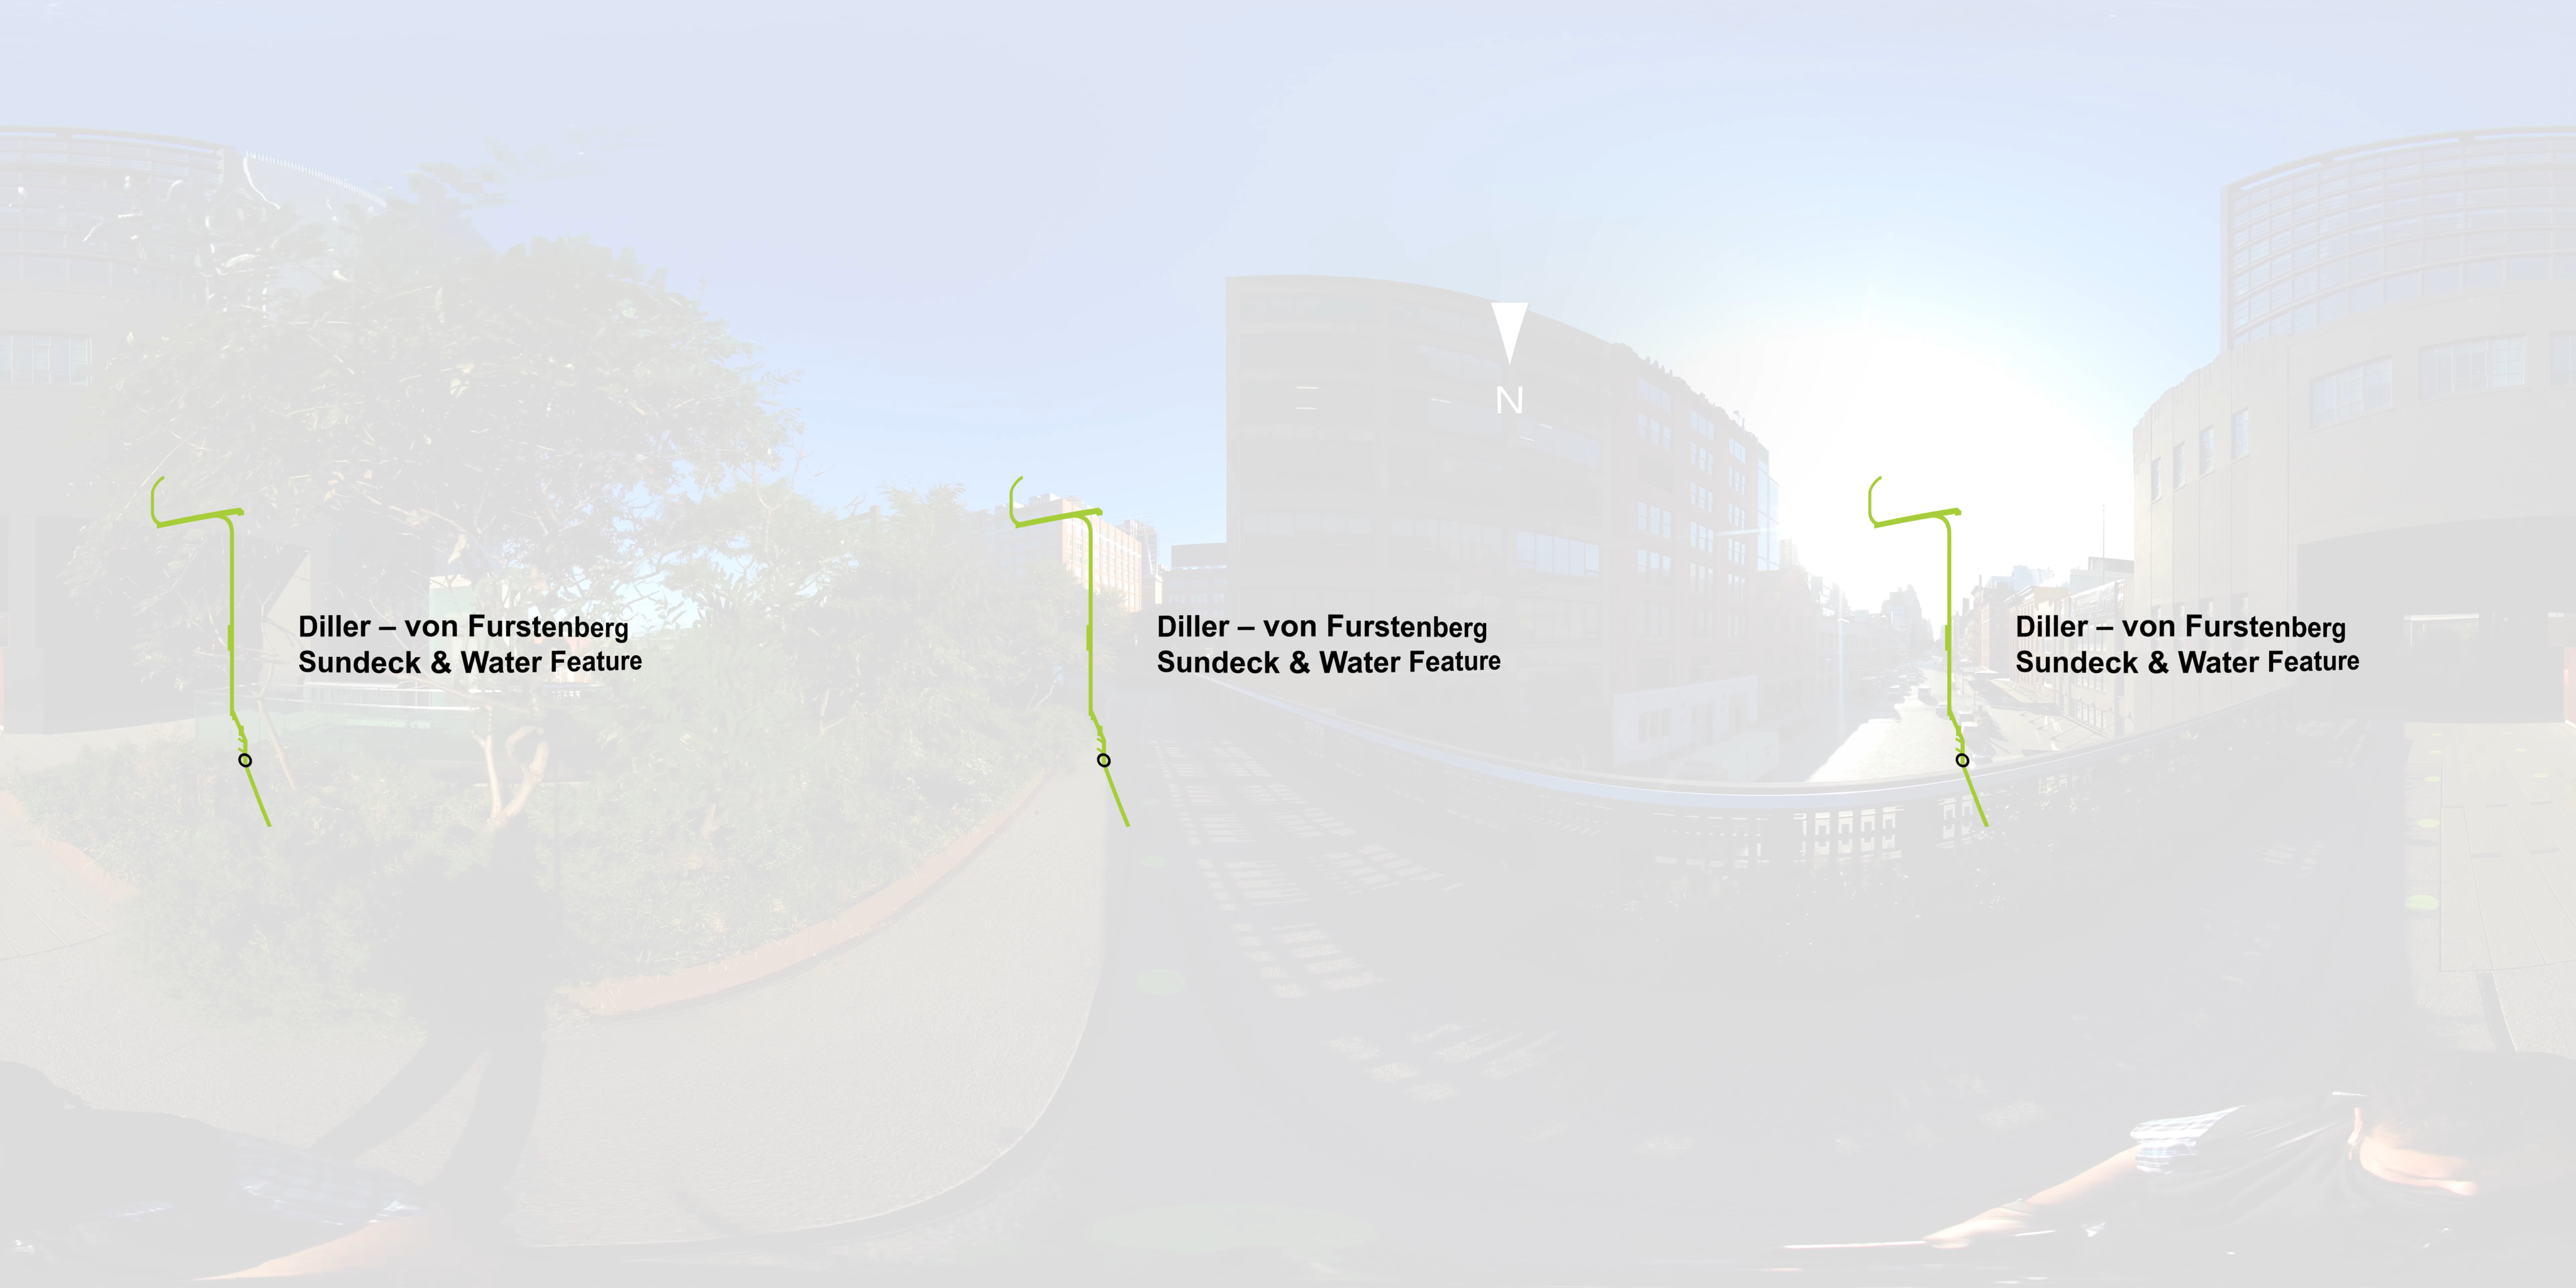 N
Diller – von Furstenberg
Sundeck & Water Feature
Diller – von Furstenberg
Sundeck & Water Feature
Diller – von Furstenberg
Sundeck & Water Feature